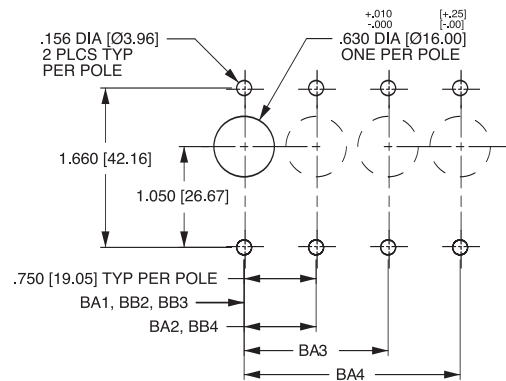 +.010 [+.25]
-.000 [-.00]
.156 DIA [Ø3.96]
2 PLCS TYP
PER POLE
.630 DIA [Ø16.00]
ONE PER POLE
1.660 [42.16]
1.050 [26.67]
.750 [19.05] TYP PER POLE
BA1, BB2, BB3
BA2, BB4
BA3
BA4